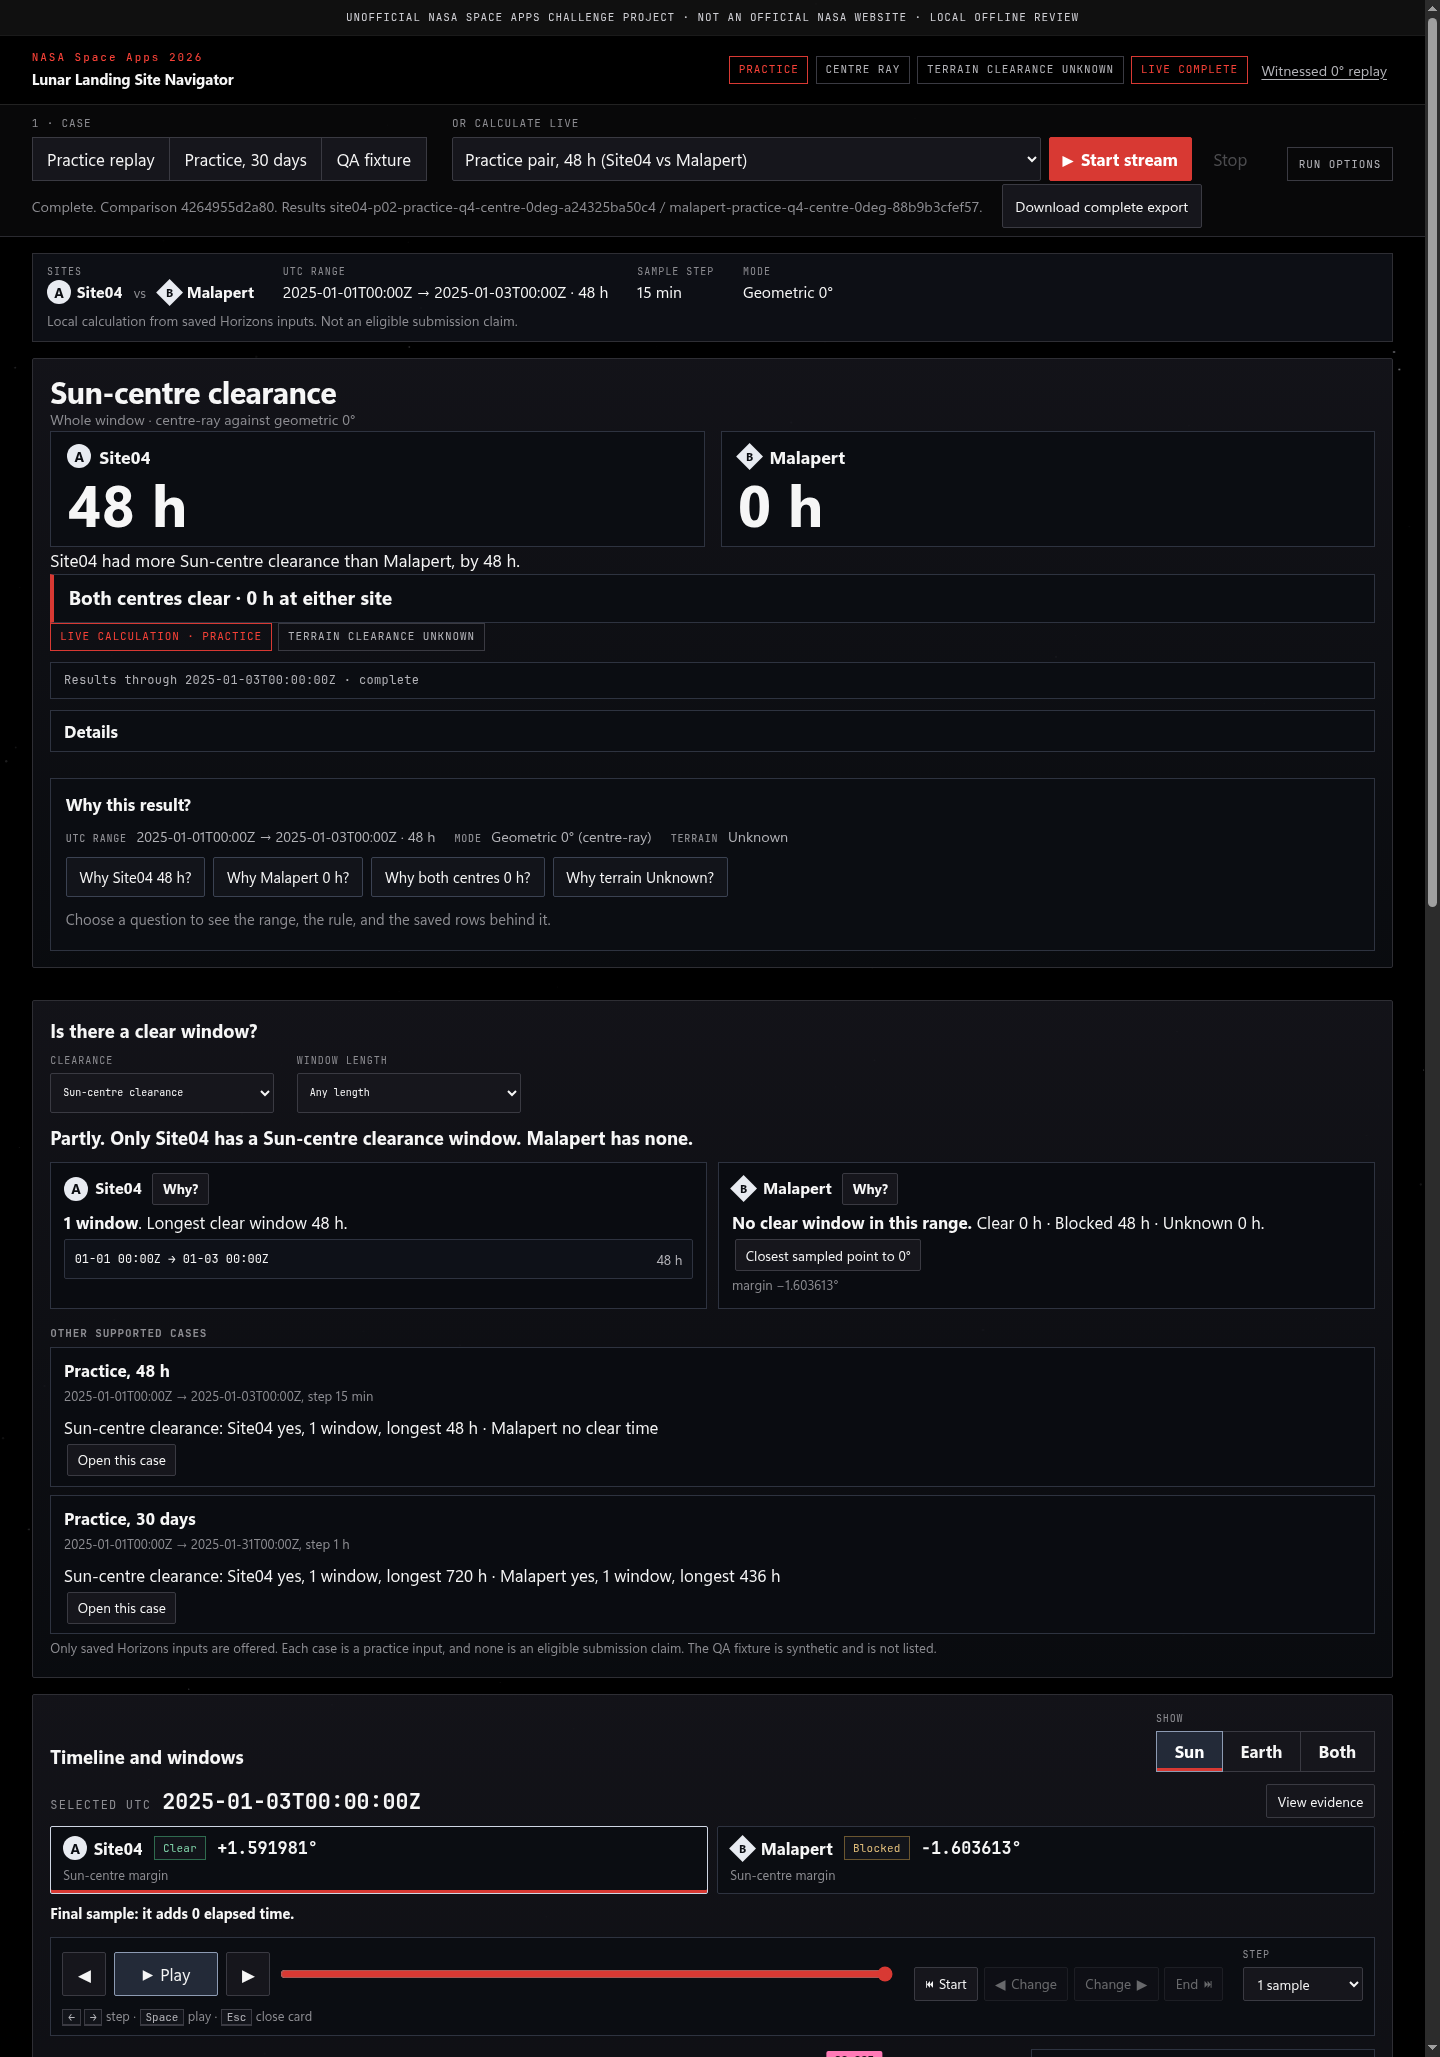 UNOFFICIAL NASA SPACE APPS CHALLENGE PROJECT · NOT AN OFFICIAL NASA WEBSITE · LOCAL OFFLINE REVIEW
NASA Space Apps 2026
Lunar Landing Site Navigator
PRACTICE
CENTRE RAY
TERRAIN CLEARANCE UNKNOWN
LIVE COMPLETE
Witnessed 0° replay
1 · CASE
Practice replay
Practice, 30 days
QA fixture
OR CALCULATE LIVE
Practice pair, 48 h (Site04 vs Malapert)
▶ Start stream
Stop
RUN OPTIONS
Complete. Comparison 4264955d2a80. Results site04-p02-practice-q4-centre-0deg-a24325ba50c4 / malapert-practice-q4-centre-0deg-88b9b3cfef57.
Download complete export
SITES
A Site04 vs B Malapert
UTC RANGE
2025-01-01T00:00Z → 2025-01-03T00:00Z · 48 h
SAMPLE STEP
15 min
MODE
Geometric 0°
Local calculation from saved Horizons inputs. Not an eligible submission claim.
Sun-centre clearance
Whole window · centre-ray against geometric 0°
A Site04
48 h
B Malapert
0 h
Site04 had more Sun-centre clearance than Malapert, by 48 h.
Both centres clear · 0 h at either site
LIVE CALCULATION · PRACTICE
TERRAIN CLEARANCE UNKNOWN
Results through 2025-01-03T00:00:00Z · complete
Details
Why this result?
UTC RANGE 2025-01-01T00:00Z → 2025-01-03T00:00Z · 48 h MODE Geometric 0° (centre-ray) TERRAIN Unknown
Why Site04 48 h?
Why Malapert 0 h?
Why both centres 0 h?
Why terrain Unknown?
Choose a question to see the range, the rule, and the saved rows behind it.
Is there a clear window?
CLEARANCE
Sun-centre clearance
WINDOW LENGTH
Any length
Partly. Only Site04 has a Sun-centre clearance window. Malapert has none.
A Site04 Why?
1 window. Longest clear window 48 h.
01-01 00:00Z → 01-03 00:00Z 48 h
B Malapert Why?
No clear window in this range. Clear 0 h · Blocked 48 h · Unknown 0 h.
Closest sampled point to 0°
margin −1.603613°
OTHER SUPPORTED CASES
Practice, 48 h
2025-01-01T00:00Z → 2025-01-03T00:00Z, step 15 min
Sun-centre clearance: Site04 yes, 1 window, longest 48 h · Malapert no clear time
Open this case
Practice, 30 days
2025-01-01T00:00Z → 2025-01-31T00:00Z, step 1 h
Sun-centre clearance: Site04 yes, 1 window, longest 720 h · Malapert yes, 1 window, longest 436 h
Open this case
Only saved Horizons inputs are offered. Each case is a practice input, and none is an eligible submission claim. The QA fixture is synthetic and is not listed.
Timeline and windows
SHOW
Sun
Earth
Both
SELECTED UTC 2025-01-03T00:00:00Z
View evidence
A Site04 Clear +1.591981°
Sun-centre margin
B Malapert Blocked -1.603613°
Sun-centre margin
Final sample: it adds 0 elapsed time.
◀
▶ Play
▶
⏮ Start
◀ Change
Change ▶
End ⏭
STEP
1 sample
← → step · Space play · Esc close card